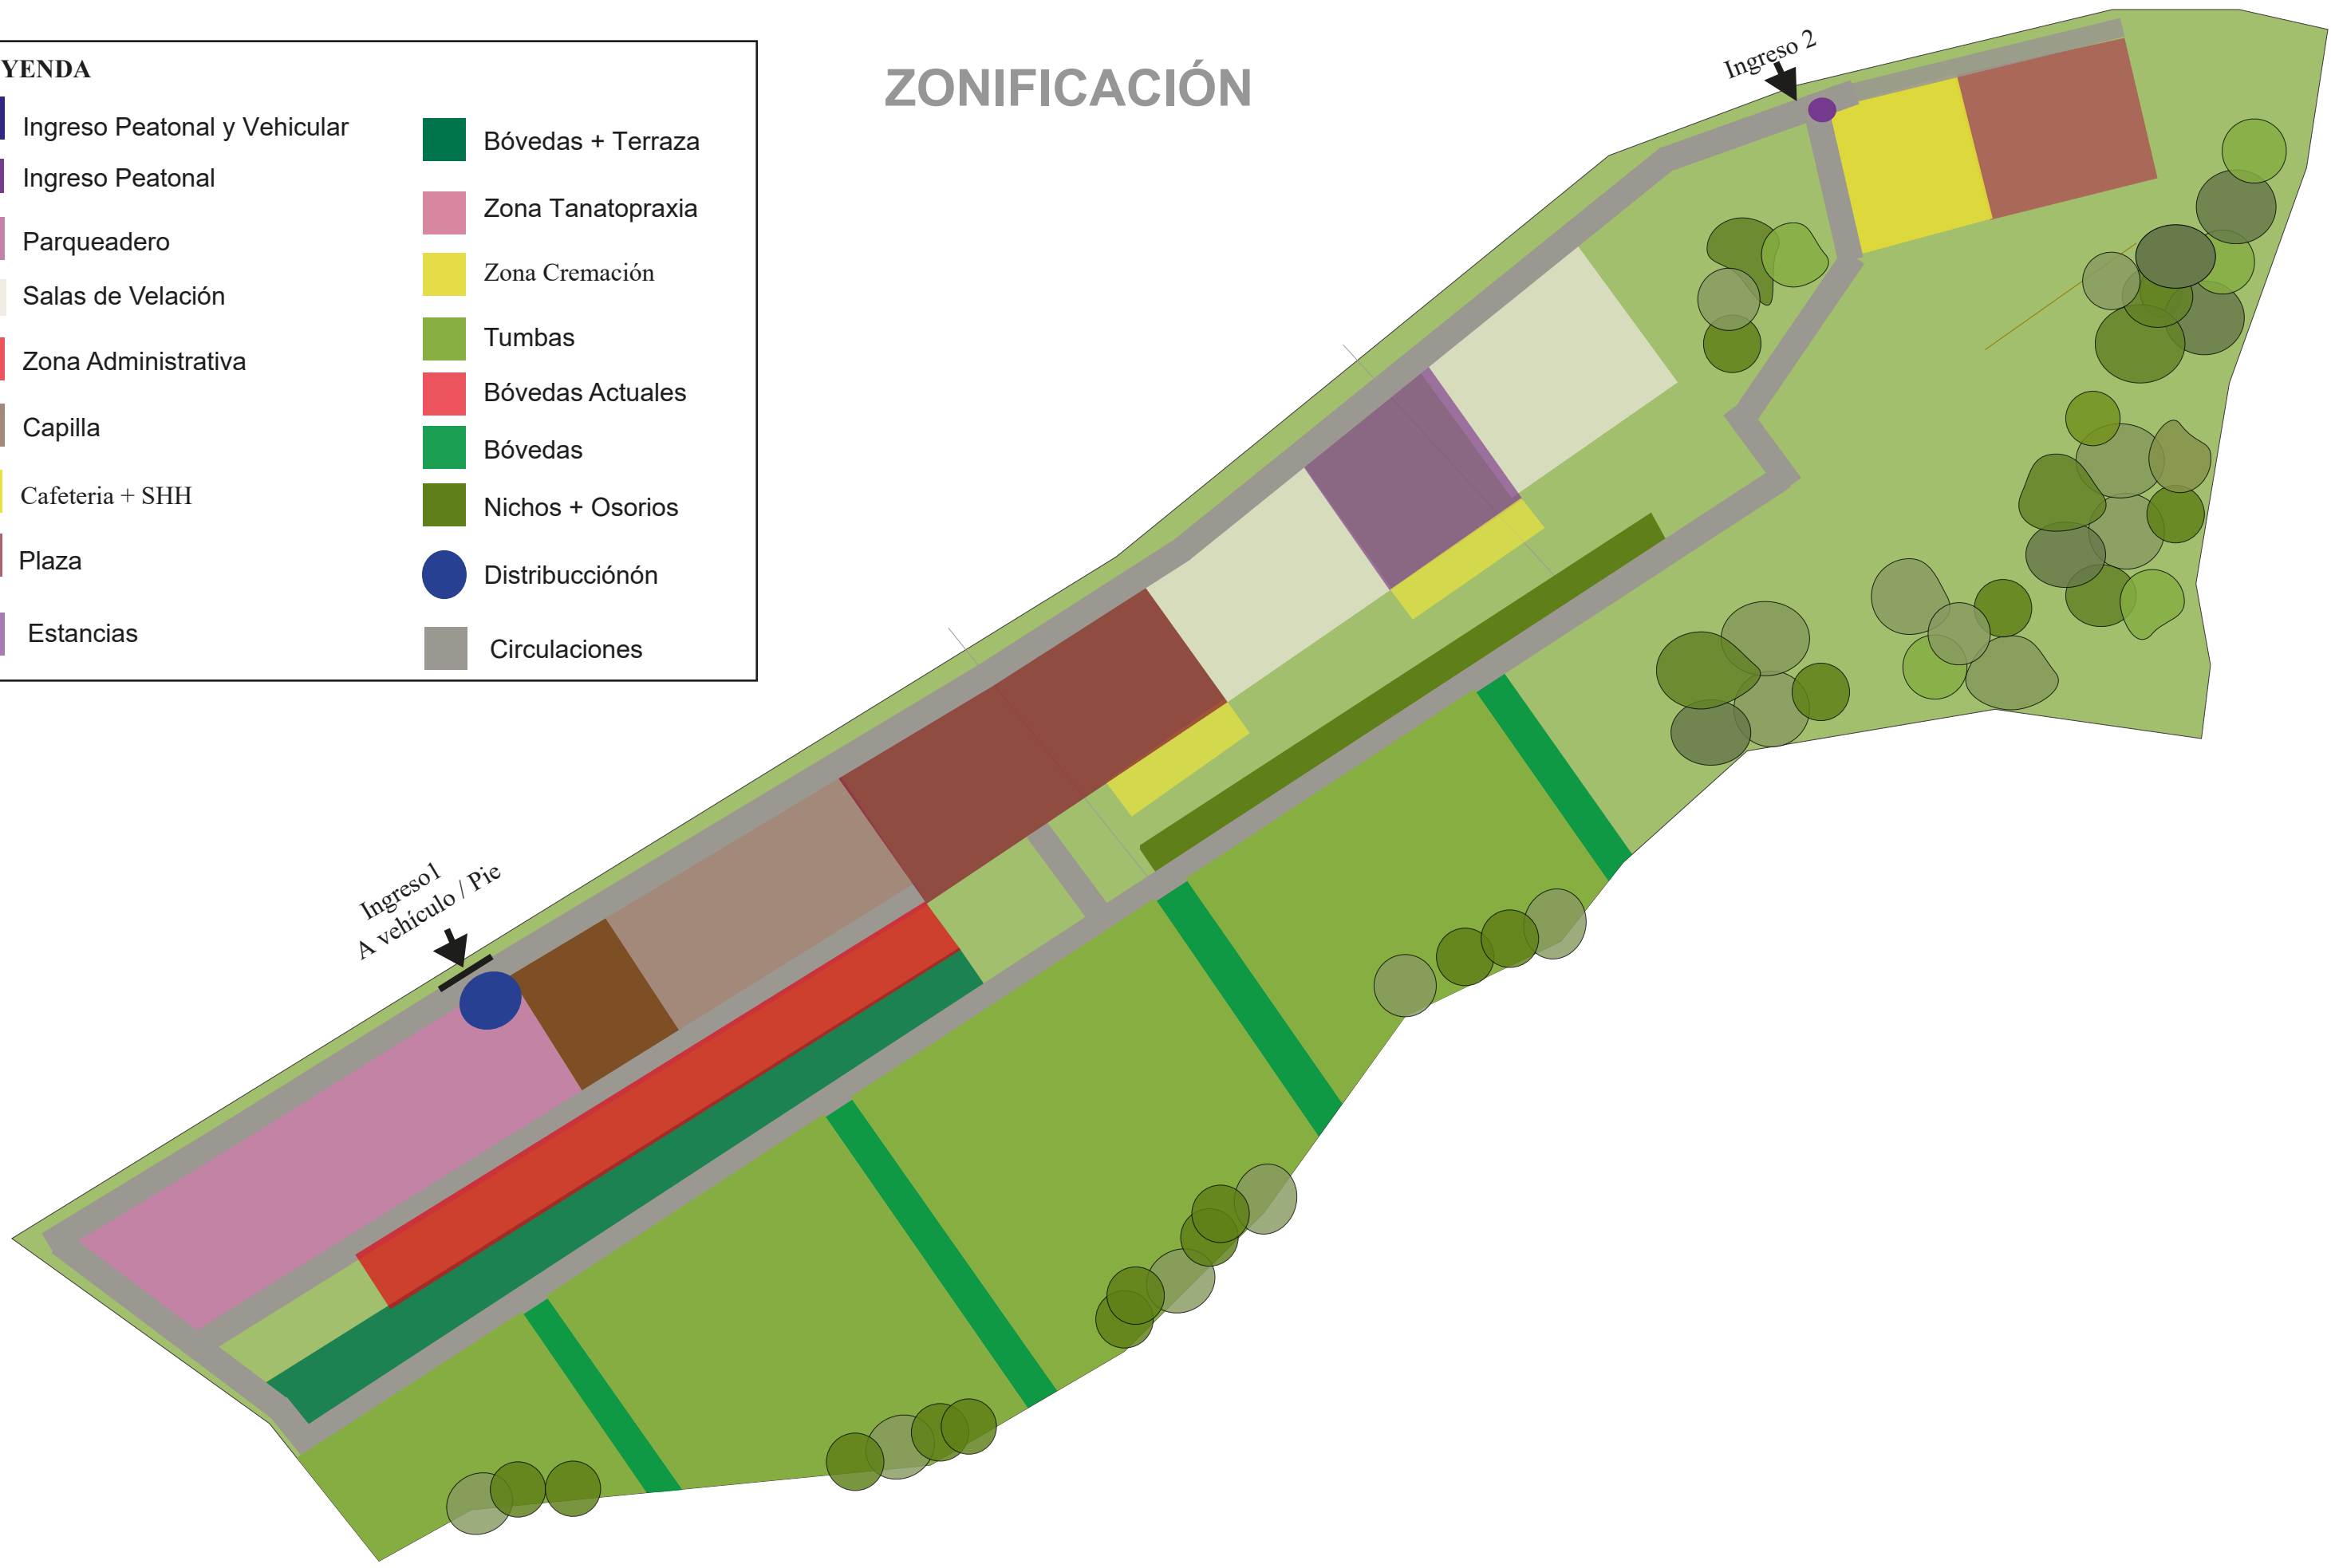 ZONIFICACIÓN
YENDA
Ingreso Peatonal y Vehicular
Ingreso Peatonal
Parqueadero
Salas de Velación
Zona Administrativa
Capilla
Cafeteria + SHH
Plaza
Estancias
Bóvedas + Terraza
Zona Tanatopraxia
Zona Cremación
Tumbas
Bóvedas Actuales
Bóvedas
Nichos + Osorios
Distribucciónón
Circulaciones
Ingreso 2
Ingreso1
A vehículo / Pie